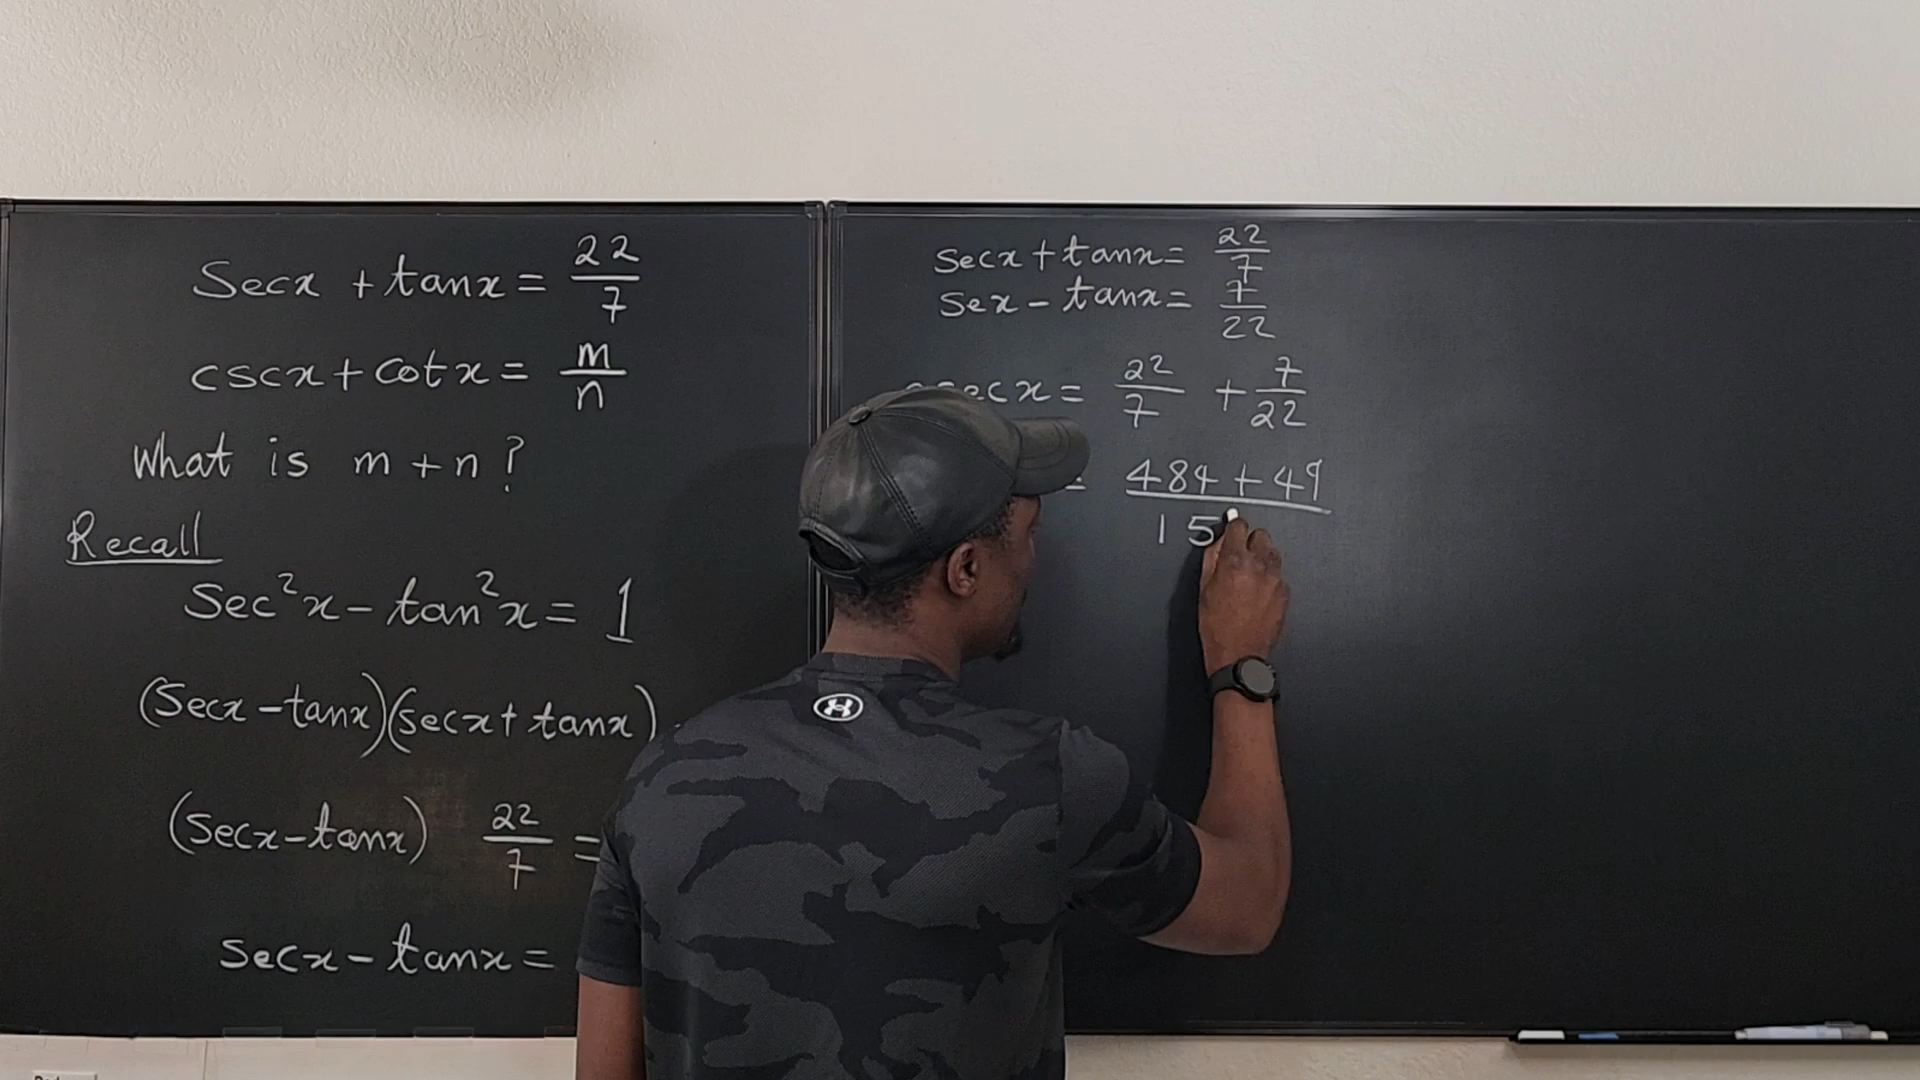 Secx + tanx = 22/7
cscx + cotx = m/n
What is m + n?
Recall
Sec²x - tan²x = 1
(Secx - tanx)(secx + tanx)
(Secx - tanx) 22/7 =
Secx - tanx =
Secx + tanx = 22/7
Sex - tanx = 7/22
secx = 22/7 + 7/22
= 484 + 49
15